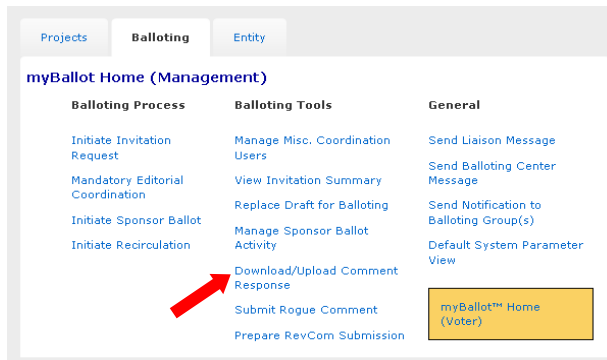 Projects
Balloting
Entity
myBallot Home (Management)
Balloting Process
Initiate Invitation
Request
Mandatory Editorial
Coordination
Initiate Sponsor Ballot
Initiate Recirculation
Balloting Tools
Manage Misc. Coordination
Users
View Invitation Summary
Replace Draft for Balloting
Manage Sponsor Ballot
Activity
Download/Upload Comment
Response
Submit Rogue Comment
Prepare RevCom Submission
General
Send Liaison Message
Send Balloting Center
Message
Send Notification to
Balloting Group(s)
Default System Parameter
View
myBallot™ Home
(Voter)